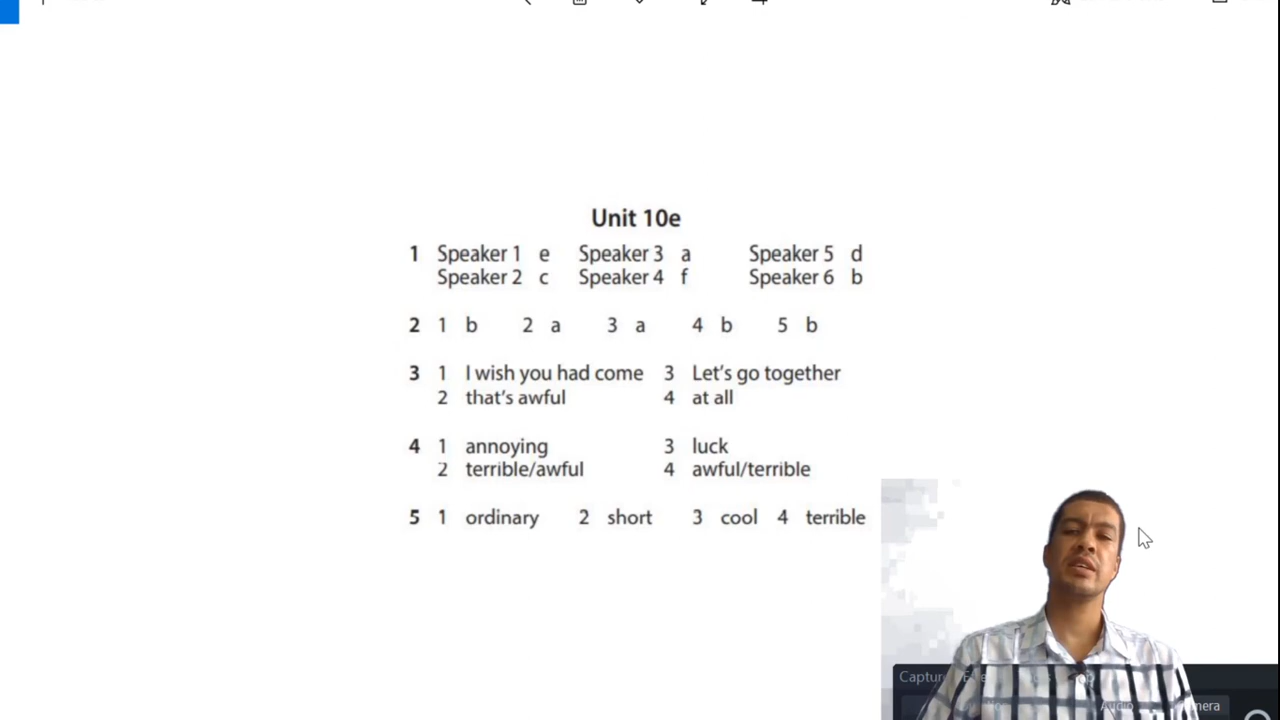 Unit 10e
1 Speaker 1 e Speaker 3 a Speaker 5 d
Speaker 2 c Speaker 4 f Speaker 6 b
2 1 b 2 a 3 a 4 b 5 b
3 1 I wish you had come 3 Let's go together
2 that's awful 4 at all
4 1 annoying 3 luck
2 terrible/awful 4 awful/terrible
5 1 ordinary 2 short 3 cool 4 terrible
Audio